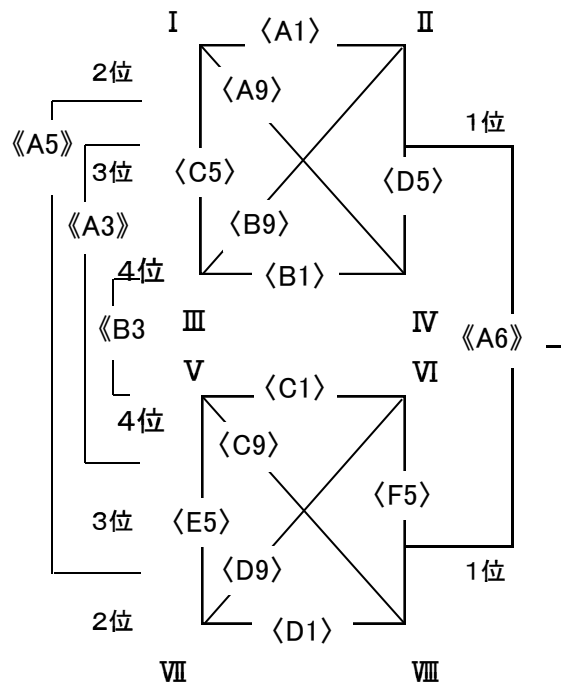 Ⅰ 〈A1〉 Ⅱ
2位 〈A9〉
1位
《A5》
3位 〈C5〉 〈D5〉
《A3》 〈B9〉
4位 〈B1〉
《B3 Ⅲ Ⅳ 《A6》
Ⅴ 〈C1〉 Ⅵ
4位 〈C9〉
〈F5〉
3位 〈E5〉
〈D9〉 1位
2位 〈D1〉
Ⅶ Ⅷ